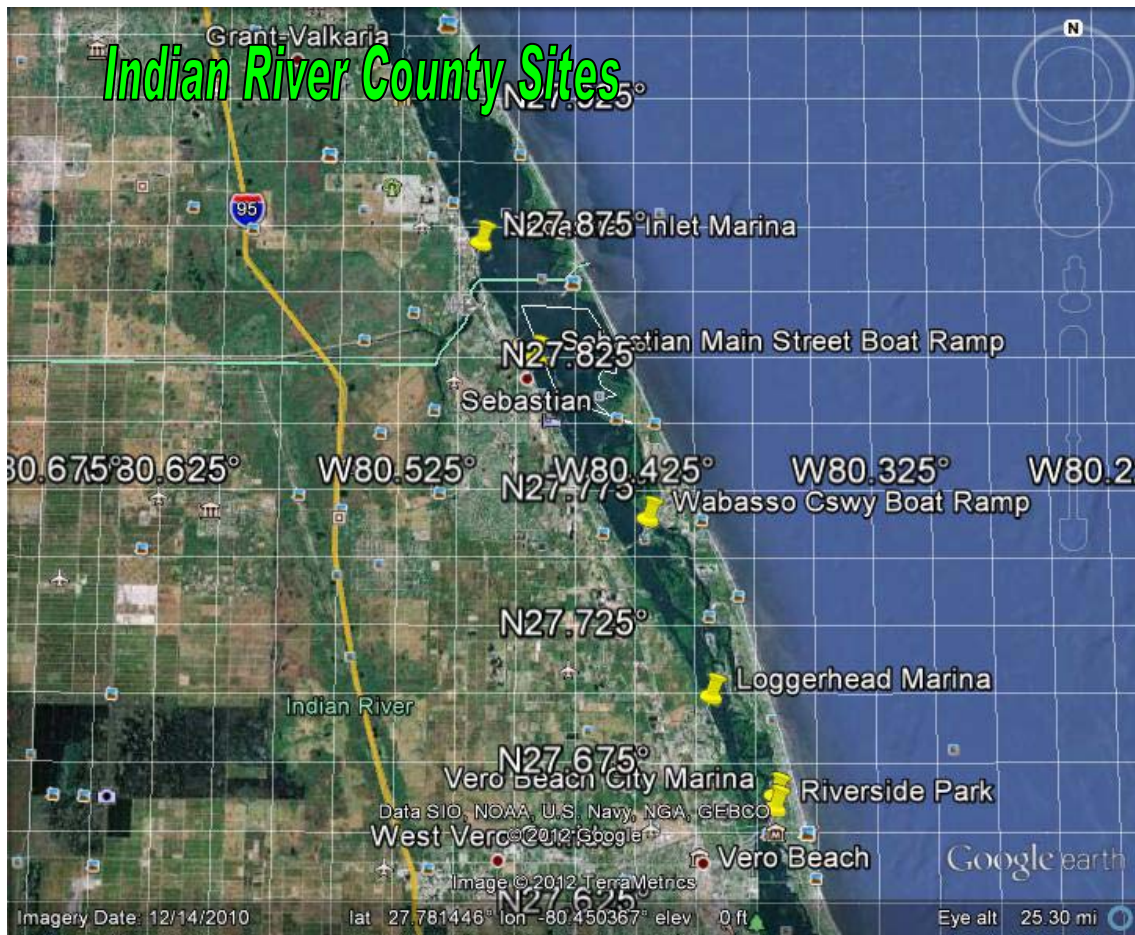 Grant-Valkaria
Indian River County Sites
N27.925°
95
N27.875° Inlet Marina
Sebastian Main Street Boat Ramp
N27.825°
Sebastian
80.675° 80.625° W80.525° W80.425° W80.325° W80.2
N27.775°
Wabasso Cswy Boat Ramp
N27.725°
Loggerhead Marina
Indian River
N27.675°
Vero Beach City Marina
Riverside Park
Data SIO, NOAA, U.S. Navy, NGA, GEBCO
West Vero
© 2012 Google
Vero Beach
Google earth
Image © 2012 TerraMetrics
N27.625°
Imagery Date: 12/14/2010 lat 27.781446° lon -80.450367° elev 0 ft Eye alt 25.30 mi
N
M